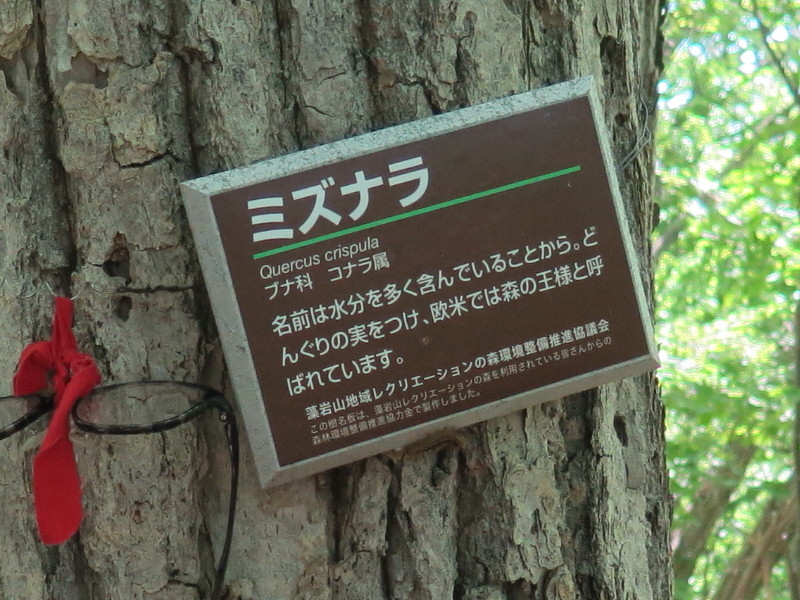 ミズナラ
Quercus crispula
ブナ科　コナラ属
名前は水分を多く含んでいることから。ど
んぐりの実をつけ、欧米では森の王様と呼
ばれています。
藻岩山地域レクリエーションの森環境整備推進協議会
この樹名板は、藻岩山レクリエーションの森を利用されている皆さんからの
森林環境整備推進協力金で製作しました。